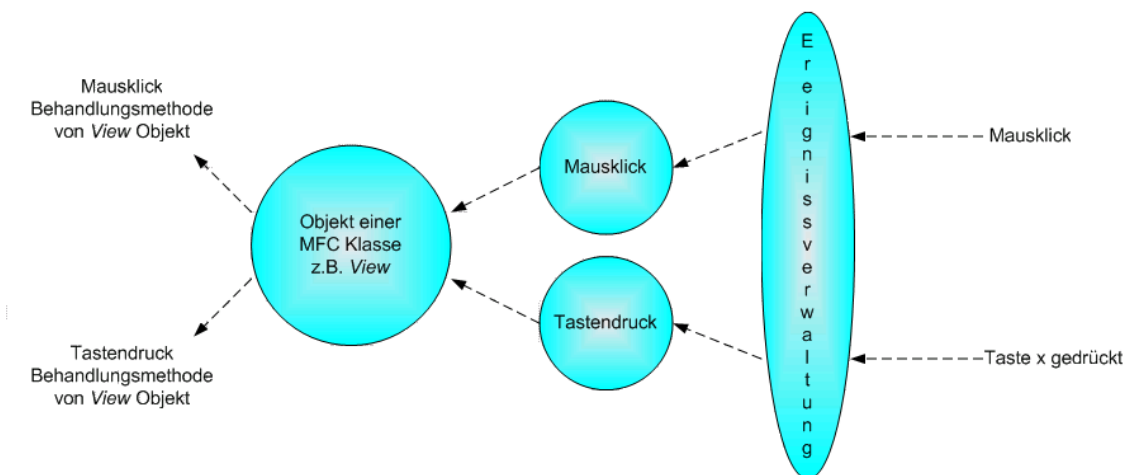 Mausklick
Behandlungsmethode
von View Objekt
Tastendruck
Behandlungsmethode
von View Objekt
Objekt einer
MFC Klasse
z.B. View
Mausklick
Tastendruck
Ereignissverwaltung
Mausklick
Taste x gedrückt